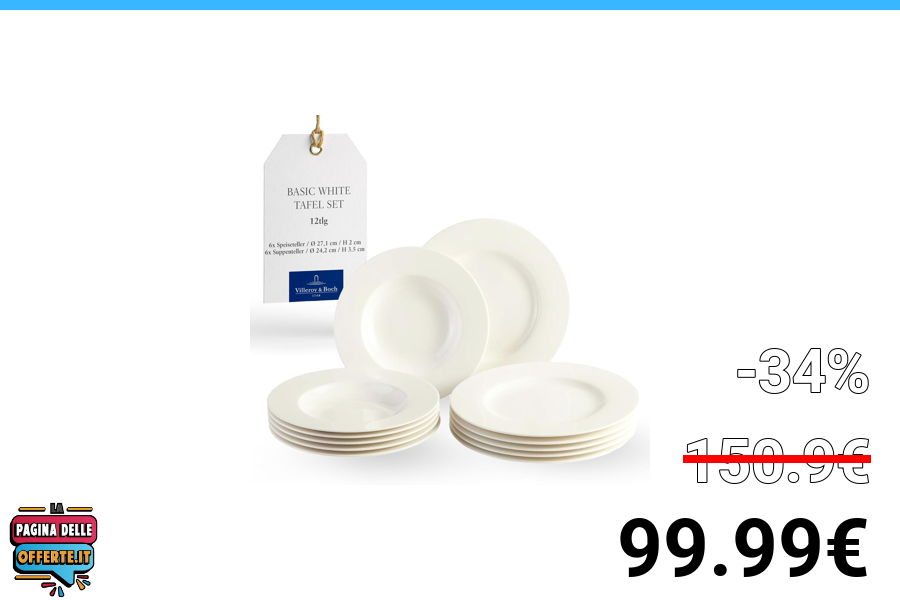 BASIC WHITE
TAFEL SET
12tlg
6x Speiseteller / Ø 27,1 cm / H 2 cm
6x Suppenteller / Ø 24,2 cm / H 3.5 cm
Villeroy & Boch
1748
-34%
150.9€
99.99€
LA
PAGINA DELLE
OFFERTE.IT